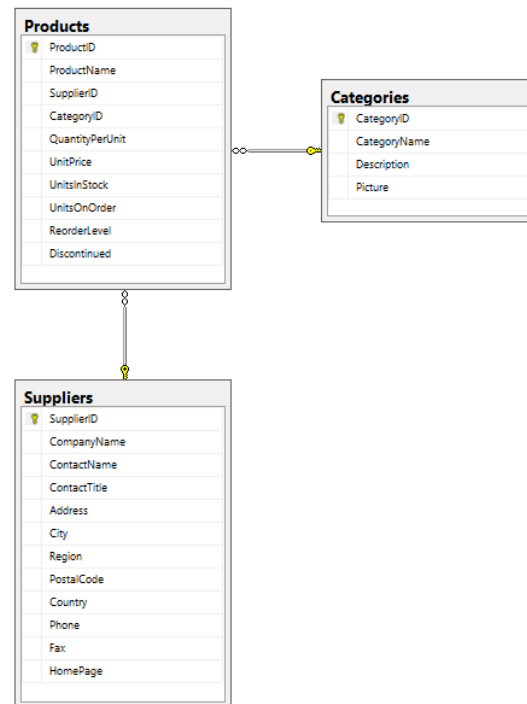 Products
ProductID
ProductName
SupplierID
CategoryID
QuantityPerUnit
UnitPrice
UnitsInStock
UnitsOnOrder
ReorderLevel
Discontinued
Categories
CategoryID
CategoryName
Description
Picture
Suppliers
SupplierID
CompanyName
ContactName
ContactTitle
Address
City
Region
PostalCode
Country
Phone
Fax
HomePage